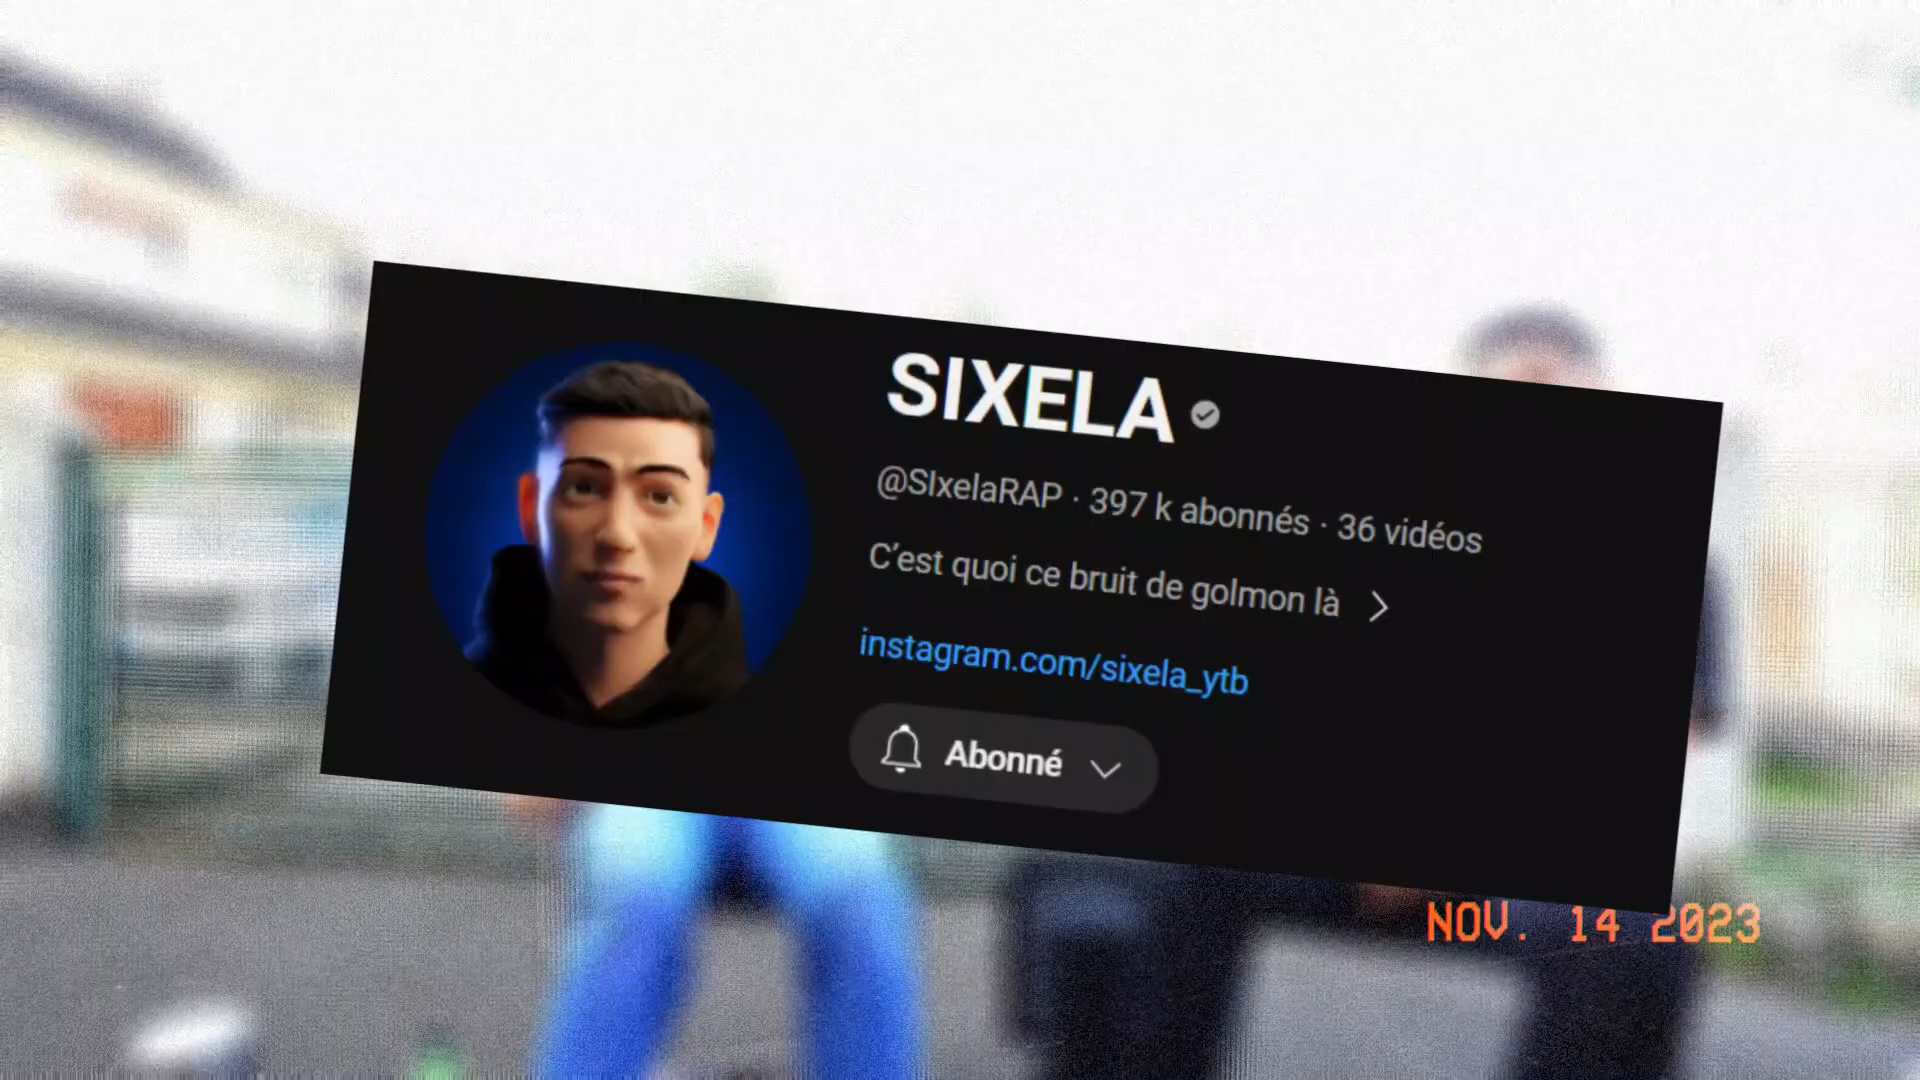 SIXELA
@SIxelaRAP · 397 k abonnés · 36 vidéos
C'est quoi ce bruit de golmon là
instagram.com/sixela_ytb
Abonné
NOV. 14 2023